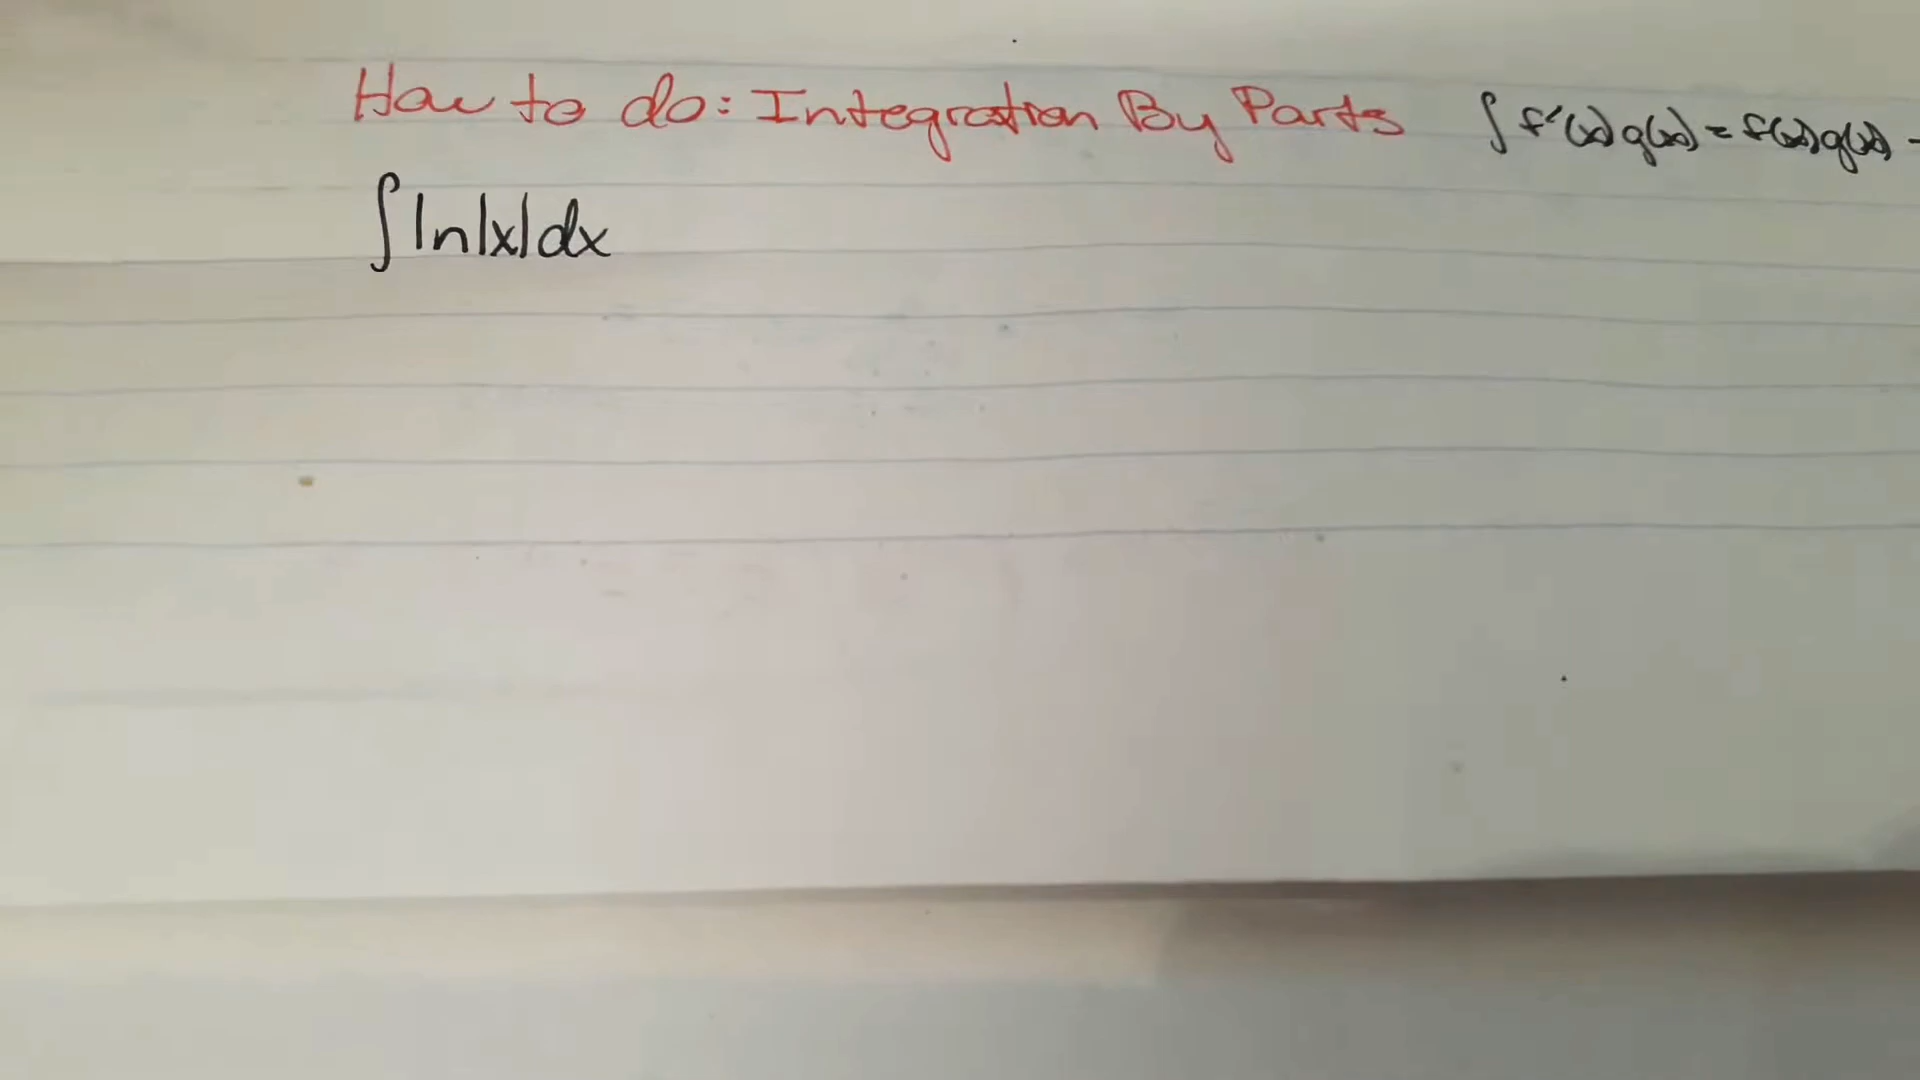 How to do: Integration By Parts ∫f'(x)g(x) = f(x)g(x) -
∫ln|x|dx